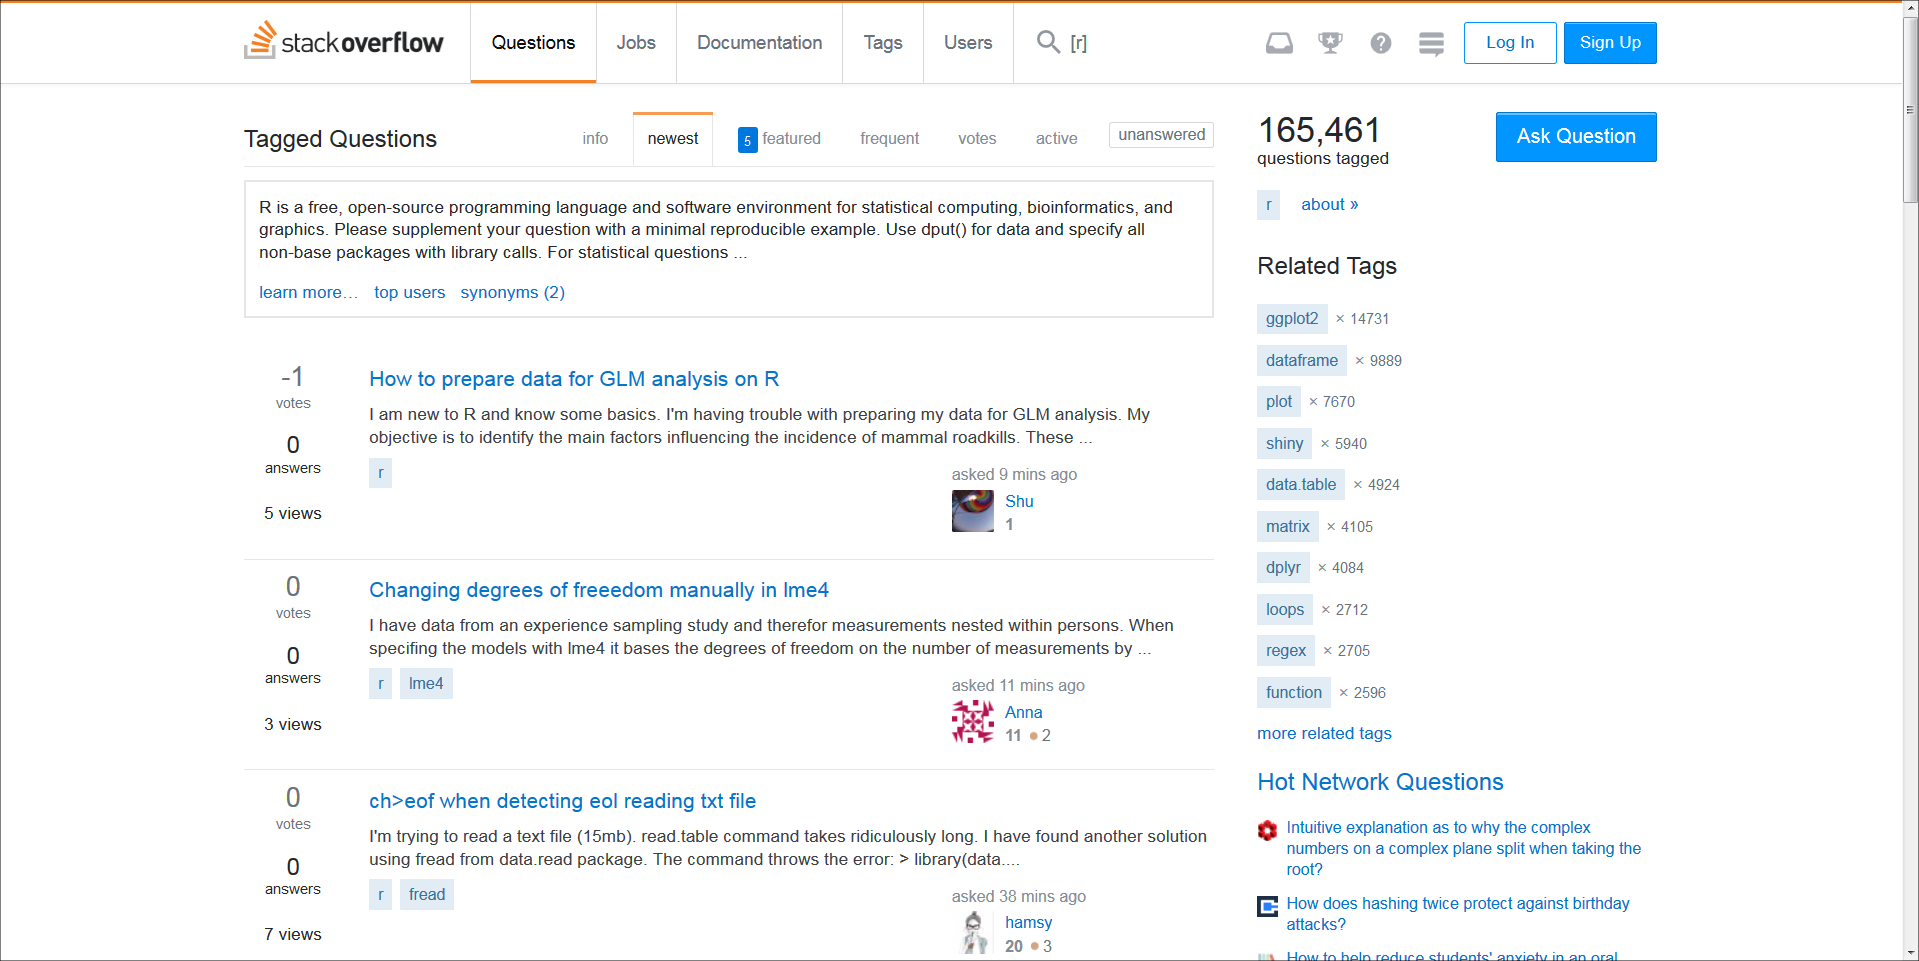 stackoverflow
Questions
Jobs
Documentation
Tags
Users
[r]
Log In
Sign Up
Tagged Questions
info
newest
5 featured
frequent
votes
active
unanswered
R is a free, open-source programming language and software environment for statistical computing, bioinformatics, and
graphics. Please supplement your question with a minimal reproducible example. Use dput() for data and specify all
non-base packages with library calls. For statistical questions ...
learn more… top users synonyms (2)
-1
votes
0
answers
5 views
How to prepare data for GLM analysis on R
I am new to R and know some basics. I'm having trouble with preparing my data for GLM analysis. My
objective is to identify the main factors influencing the incidence of mammal roadkills. These ...
r
asked 9 mins ago
Shu
1
0
votes
0
answers
3 views
Changing degrees of freeedom manually in lme4
I have data from an experience sampling study and therefor measurements nested within persons. When
specifing the models with lme4 it bases the degrees of freedom on the number of measurements by ...
r lme4
asked 11 mins ago
Anna
11 ● 2
0
votes
0
answers
7 views
ch>eof when detecting eol reading txt file
I'm trying to read a text file (15mb). read.table command takes ridiculously long. I have found another solution
using fread from data.read package. The command throws the error: > library(data....
r fread
asked 38 mins ago
hamsy
20 ● 3
165,461
questions tagged
Ask Question
r about »
Related Tags
ggplot2 × 14731
dataframe × 9889
plot × 7670
shiny × 5940
data.table × 4924
matrix × 4105
dplyr × 4084
loops × 2712
regex × 2705
function × 2596
more related tags
Hot Network Questions
Intuitive explanation as to why the complex
numbers on a complex plane split when taking the
root?
How does hashing twice protect against birthday
attacks?
How to help reduce students' anxiety in an oral